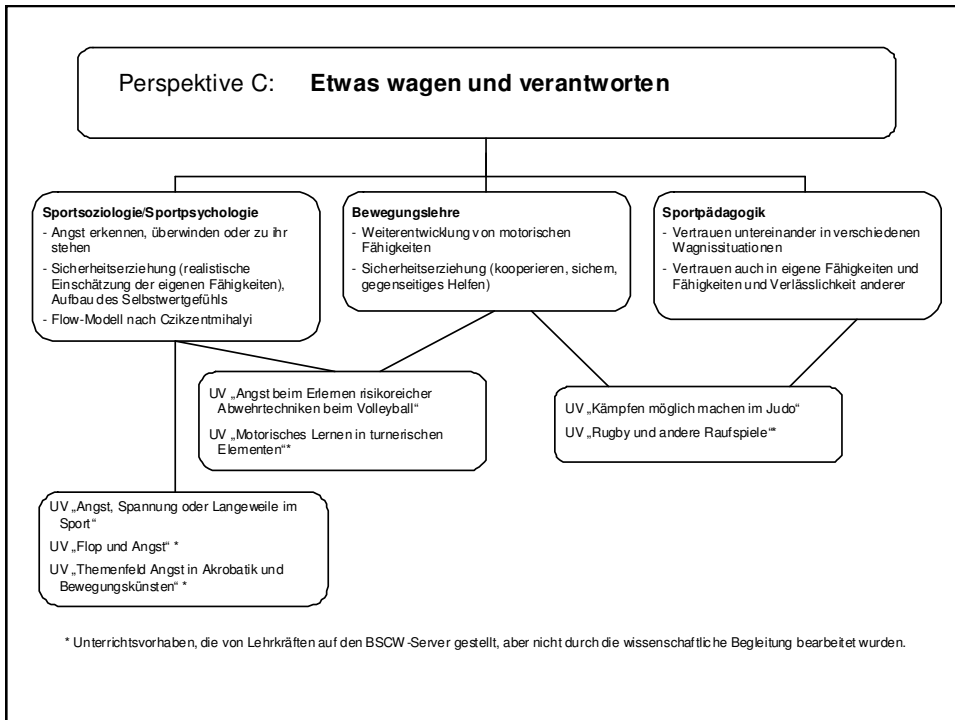 Perspektive C: Etwas wagen und verantworten
Sportsoziologie/Sportpsychologie
- Angst erkennen, überwinden oder zu ihr
stehen
- Sicherheitserziehung (realistische
Einschätzung der eigenen Fähigkeiten),
Aufbau des Selbstwertgefühls
- Flow-Modell nach Czikzentmihalyi
Bewegungslehre
- Weiterentwicklung von motorischen
Fähigkeiten
- Sicherheitserziehung (kooperieren, sichern,
gegenseitiges Helfen)
Sportpädagogik
- Vertrauen untereinander in verschiedenen
Wagnissituationen
- Vertrauen auch in eigene Fähigkeiten und
Fähigkeiten und Verlässlichkeit anderer
UV „Angst beim Erlernen risikoreicher
Abwehrtechniken beim Volleyball“
UV „Motorisches Lernen in turnerischen
Elementen“*
UV „Kämpfen möglich machen im Judo“
UV „Rugby und andere Raufspiele“*
UV „Angst, Spannung oder Langeweile im
Sport“
UV „Flop und Angst“ *
UV „Themenfeld Angst in Akrobatik und
Bewegungskünsten“ *
* Unterrichtsvorhaben, die von Lehrkräften auf den BSCW-Server gestellt, aber nicht durch die wissenschaftliche Begleitung bearbeitet wurden.